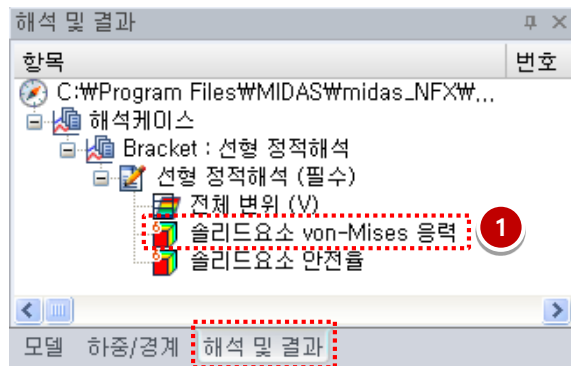 해석 및 결과
항목 번호
C:₩Program Files₩MIDAS₩midas_NFX₩...
해석케이스
Bracket : 선형 정적해석
선형 정적해석 (필수)
전체 변위 (V)
솔리드요소 von-Mises 응력 1
솔리드요소 안전율
모델 하중/경계 해석 및 결과